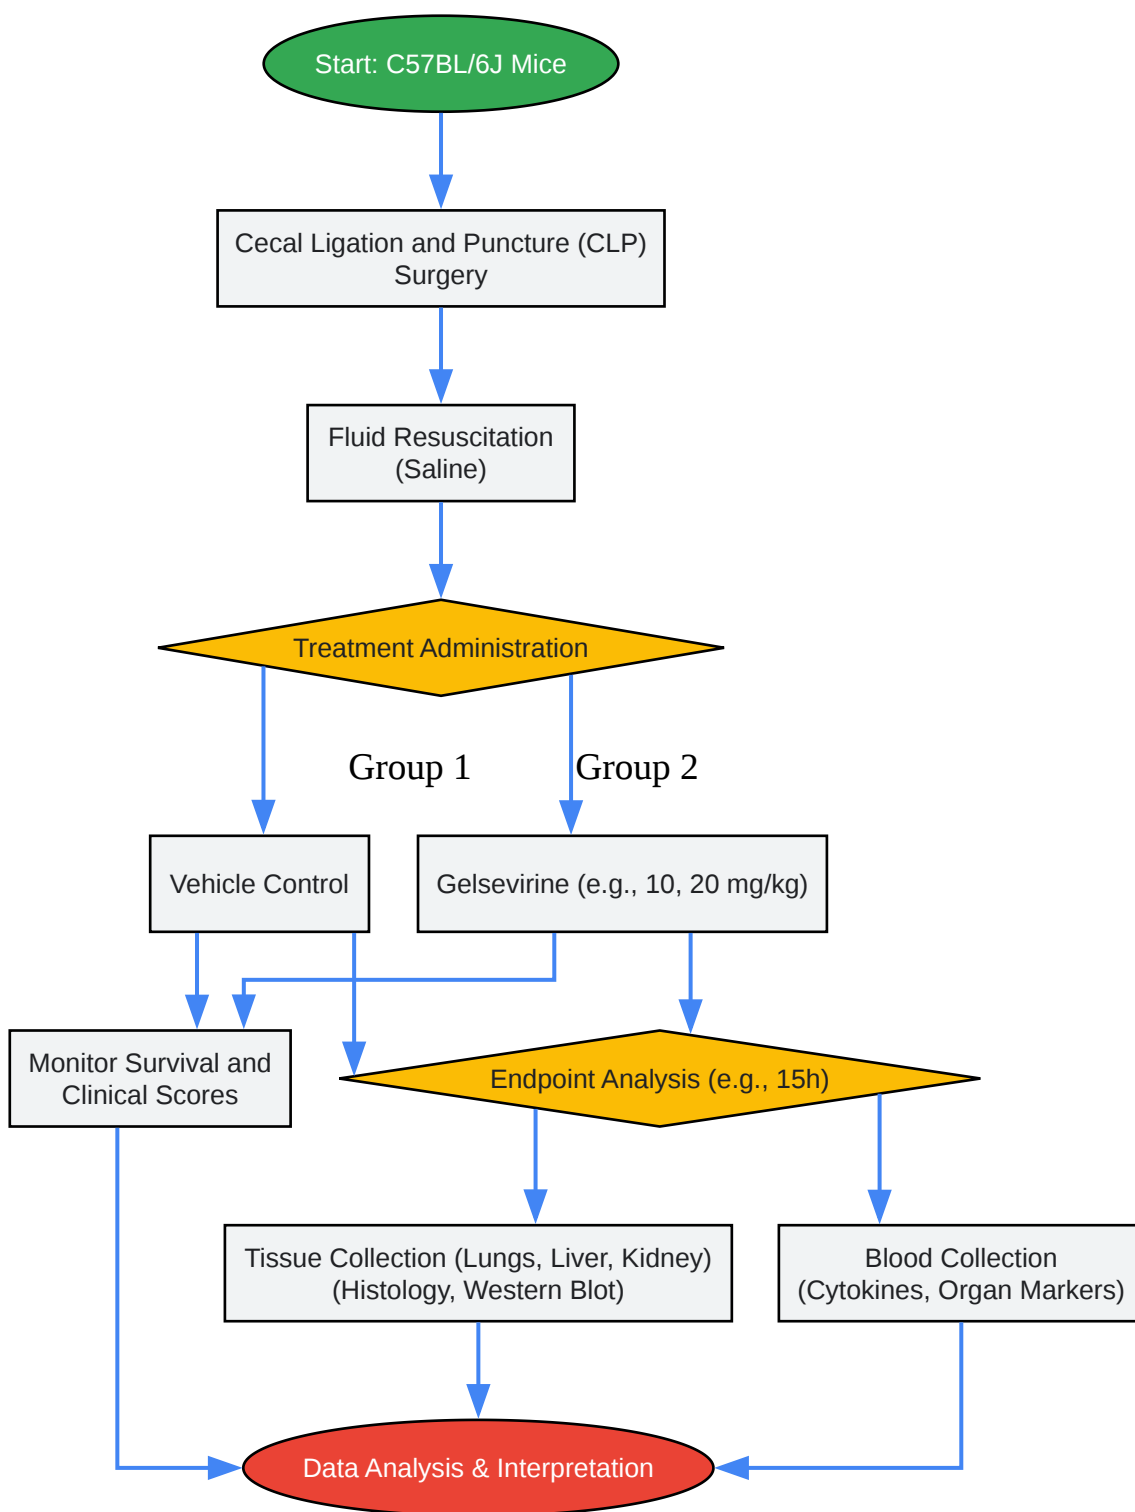 Start: C57BL/6J Mice
Cecal Ligation and Puncture (CLP)
Surgery
Fluid Resuscitation
(Saline)
Treatment Administration
Group 1
Group 2
Vehicle Control
Gelsevirine (e.g., 10, 20 mg/kg)
Monitor Survival and
Clinical Scores
Endpoint Analysis (e.g., 15h)
Tissue Collection (Lungs, Liver, Kidney)
(Histology, Western Blot)
Blood Collection
(Cytokines, Organ Markers)
Data Analysis & Interpretation